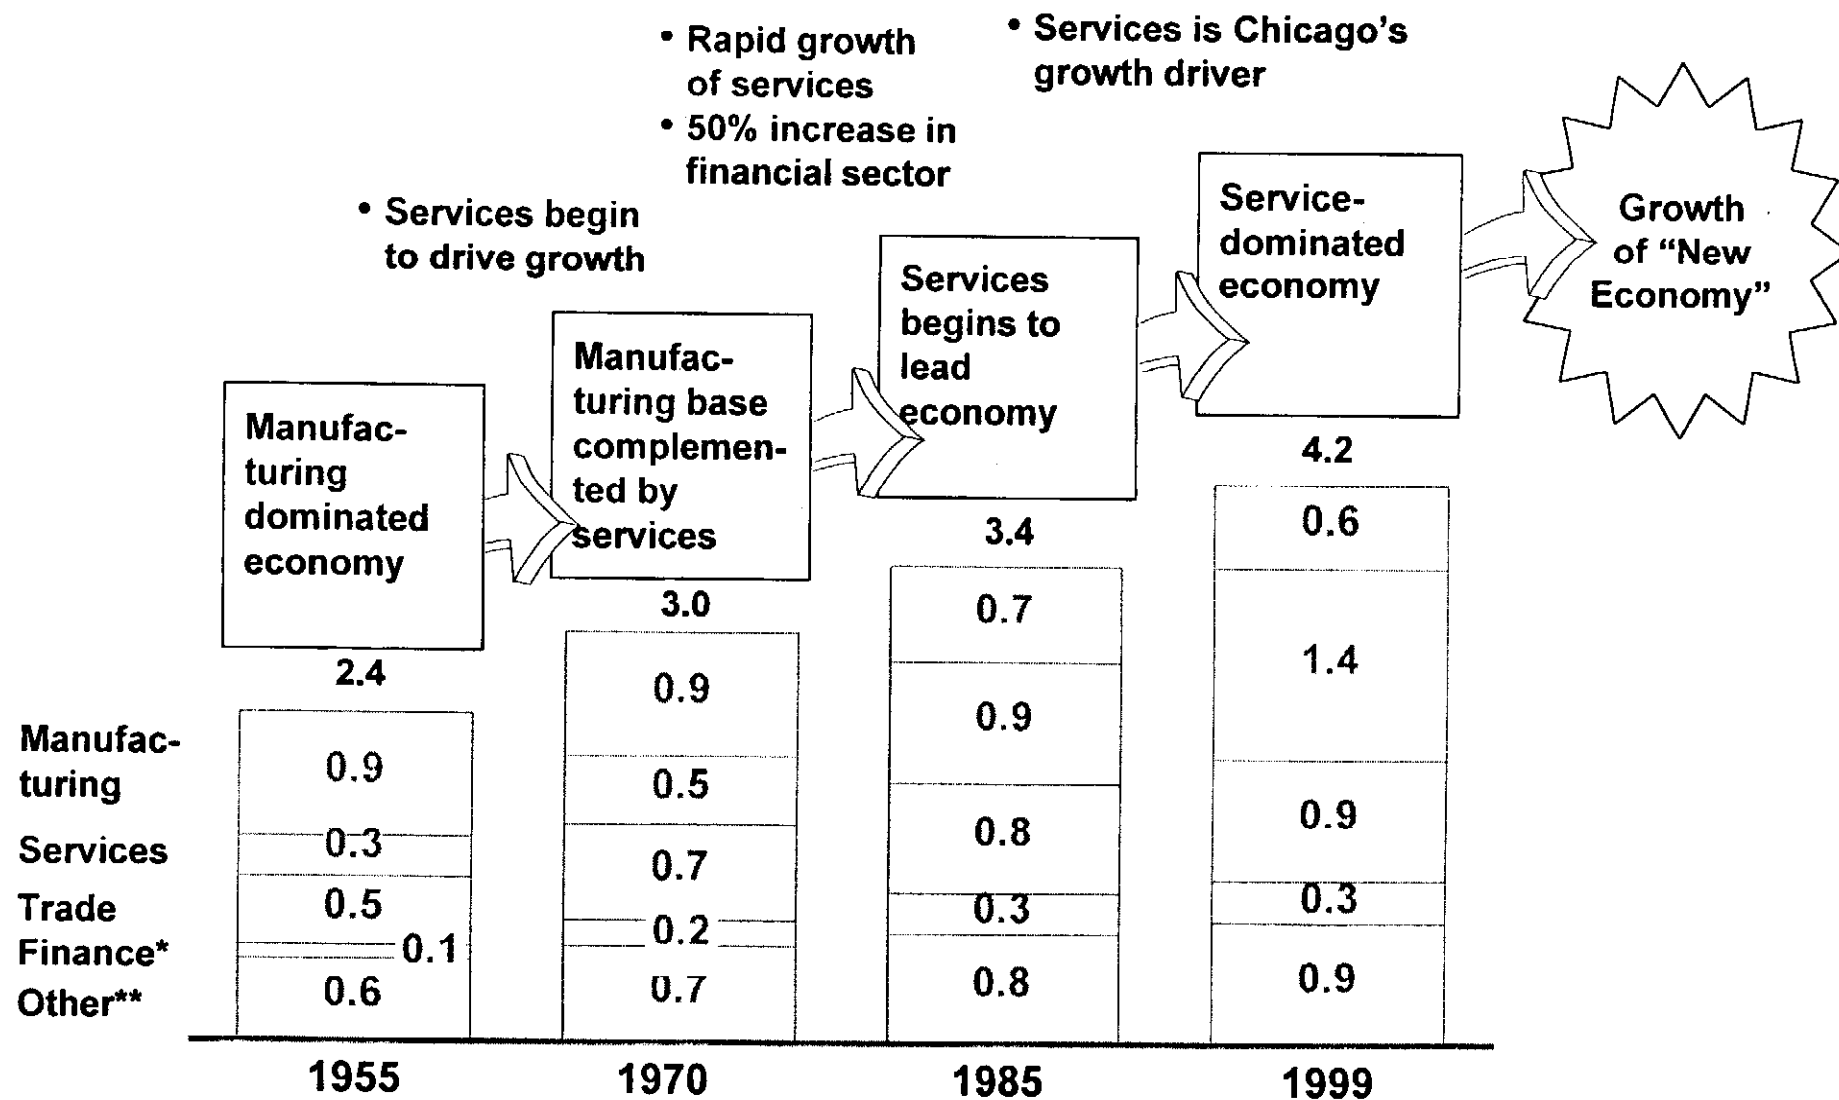 • Rapid growth
of services
• 50% increase in
financial sector
• Services is Chicago's
growth driver
• Services begin
to drive growth
Manufac-
turing
dominated
economy
Manufac-
turing base
complemen-
ted by
services
Services
begins to
lead
economy
Service-
dominated
economy
Growth
of “New
Economy”
2.4
3.0
3.4
4.2
Manufac-
turing
0.9
0.9
0.7
0.6
Services
0.3
0.5
0.9
1.4
Trade
0.5
0.7
0.8
0.9
Finance*
0.1
0.2
0.3
0.3
Other**
0.6
0.7
0.8
0.9
1955
1970
1985
1999